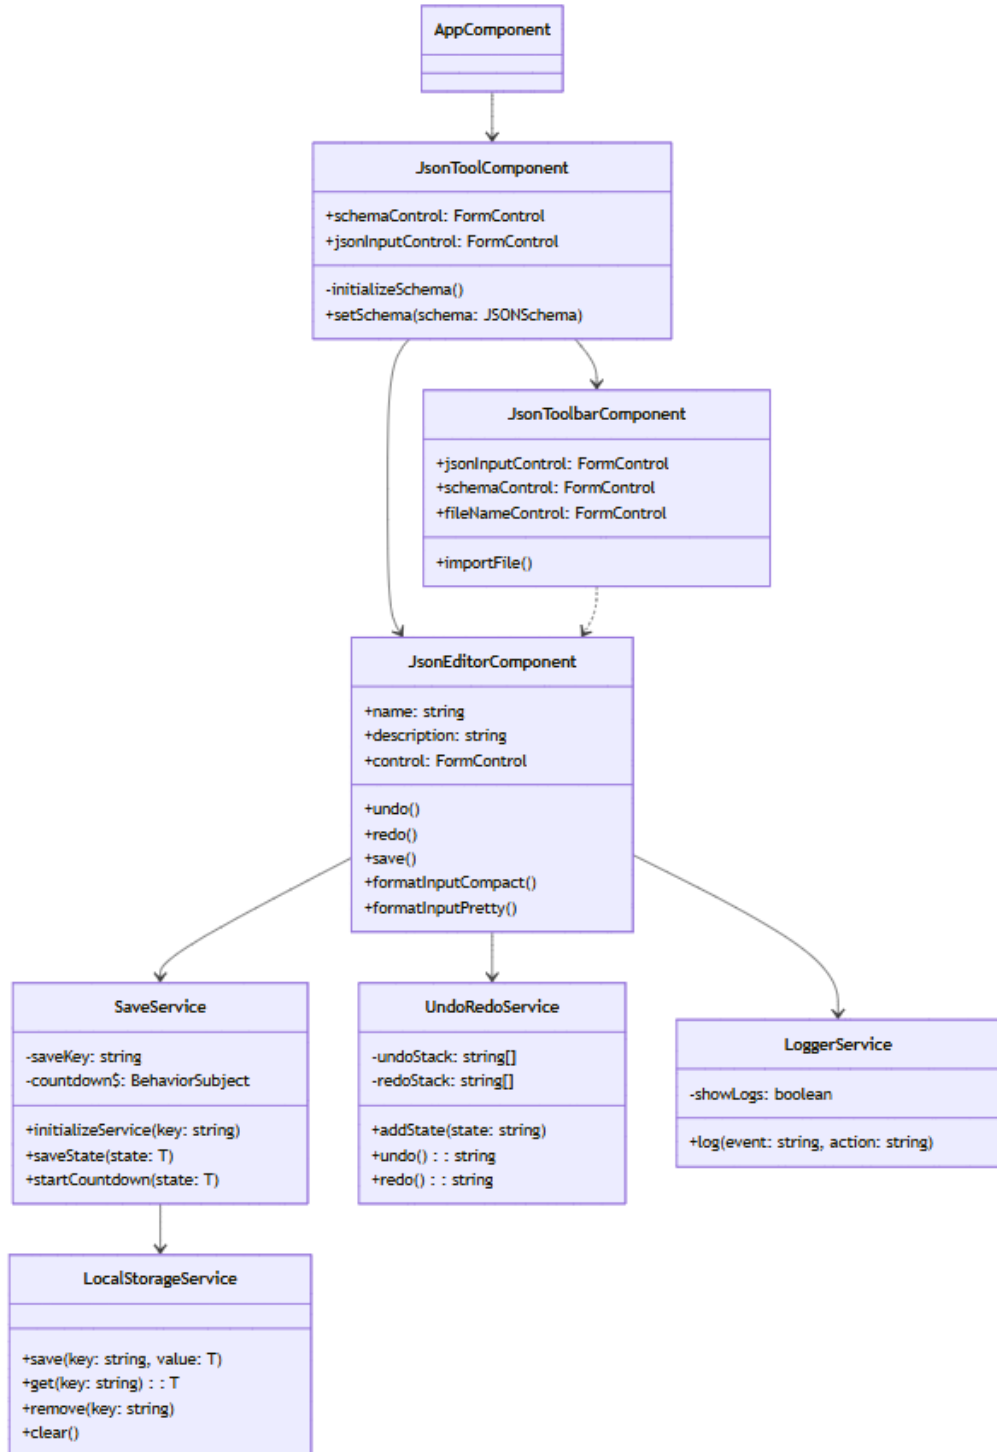 AppComponent
JsonToolComponent
+schemaControl: FormControl
+jsonInputControl: FormControl
-initializeSchema()
+setSchema(schema: JSONSchema)
JsonToolbarComponent
+jsonInputControl: FormControl
+schemaControl: FormControl
+fileNameControl: FormControl
+importFile()
JsonEditorComponent
+name: string
+description: string
+control: FormControl
+undo()
+redo()
+save()
+formatInputCompact()
+formatInputPretty()
SaveService
-saveKey: string
-countdown$: BehaviorSubject
+initializeService(key: string)
+saveState(state: T)
+startCountdown(state: T)
UndoRedoService
-undoStack: string[]
-redoStack: string[]
+addState(state: string)
+undo() : : string
+redo() : : string
LoggerService
-showLogs: boolean
+log(event: string, action: string)
LocalStorageService
+save(key: string, value: T)
+get(key: string) : : T
+remove(key: string)
+clear()